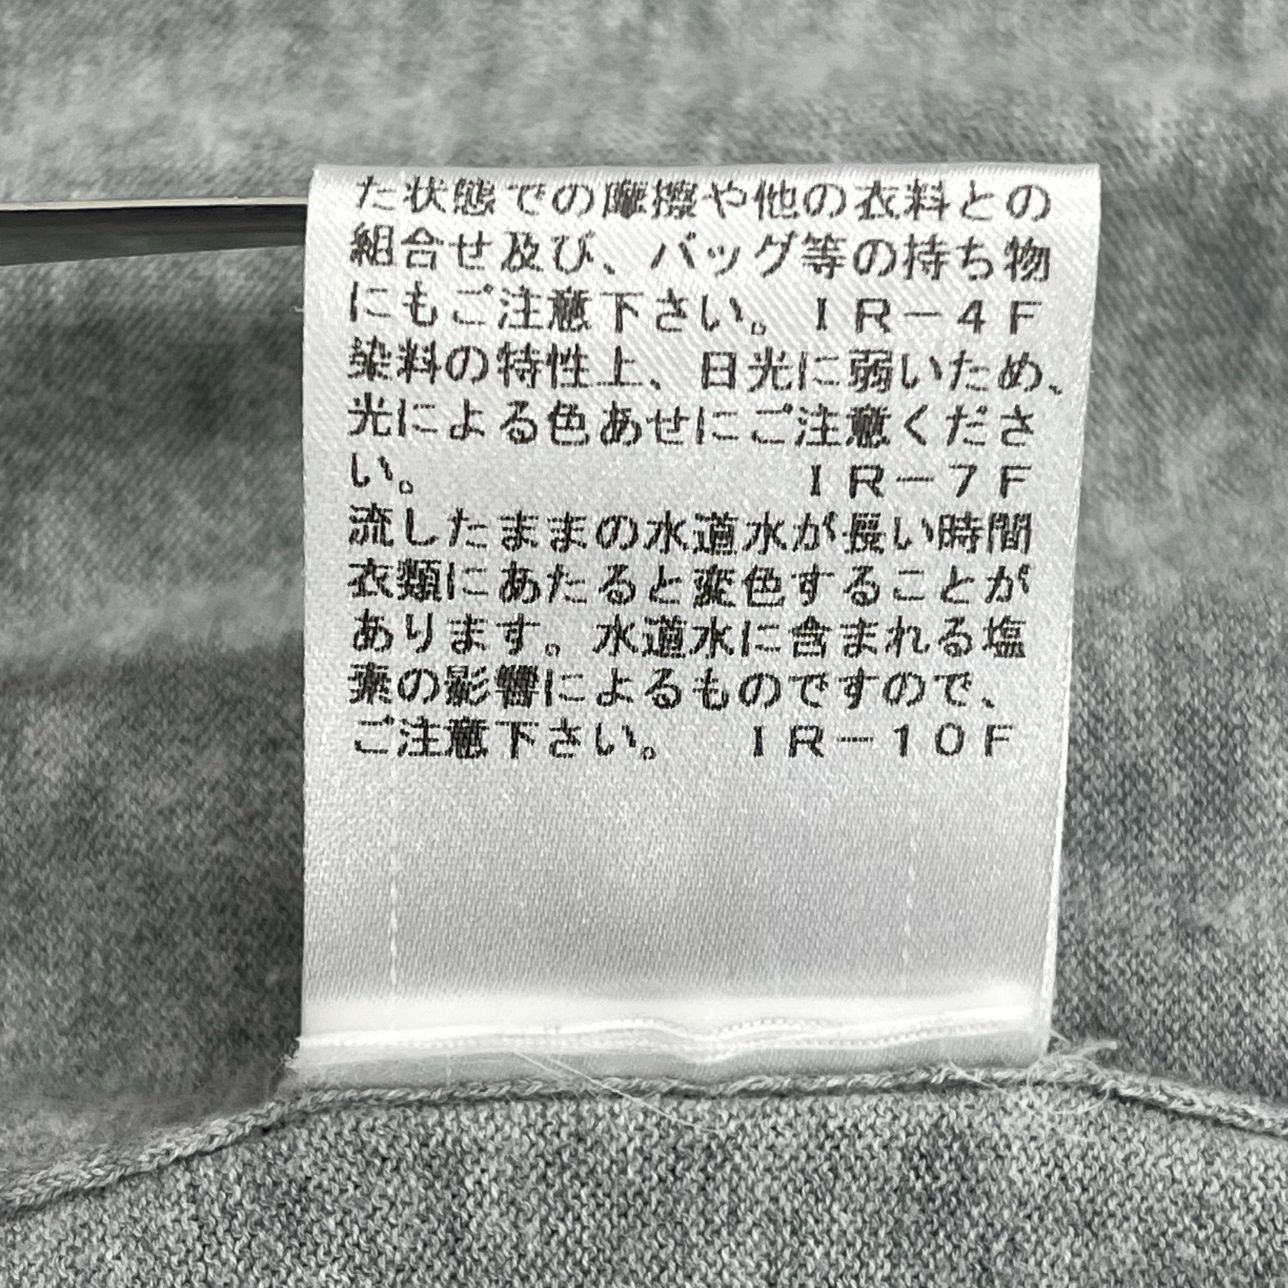 た状態での摩擦や他の衣料との
組合せ及び、バッグ等の持ち物
にもご注意下さい。IR-4F
染料の特性上、日光に弱いため、
光による色あせにご注意くださ
い。 IR-7F
流したままの水道水が長い時間
衣類にあたると変色することが
あります。水道水に含まれる塩
素の影響によるものですので、
ご注意下さい。 IR-10F